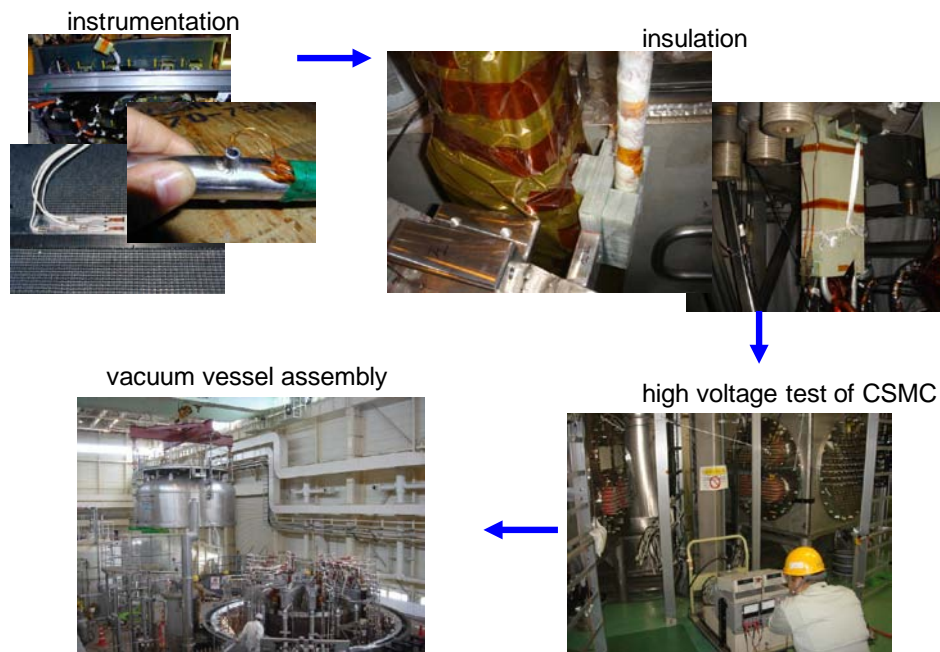 instrumentation
insulation
vacuum vessel assembly
high voltage test of CSMC